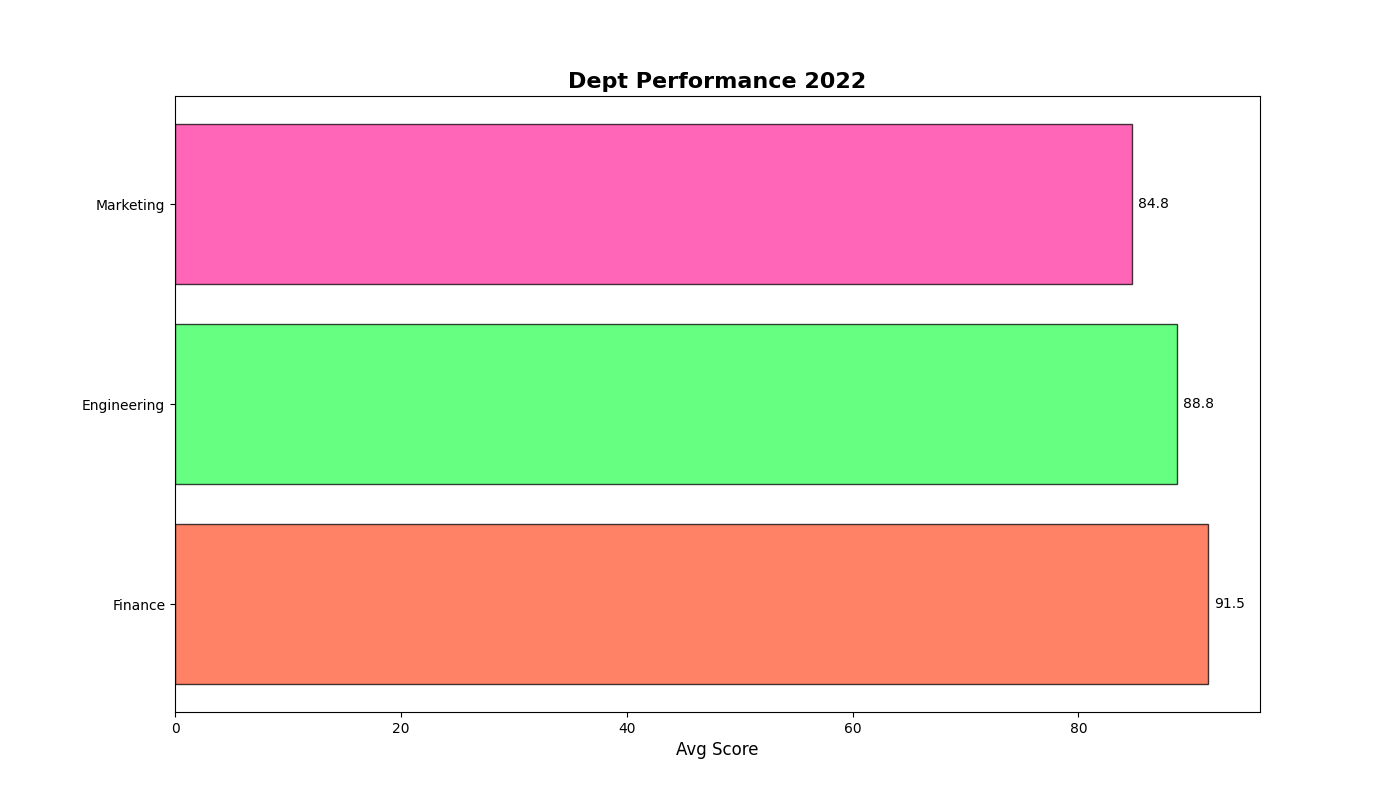 Dept Performance 2022
Marketing
84.8
Engineering
88.8
Finance
91.5
0 20 40 60 80
Avg Score